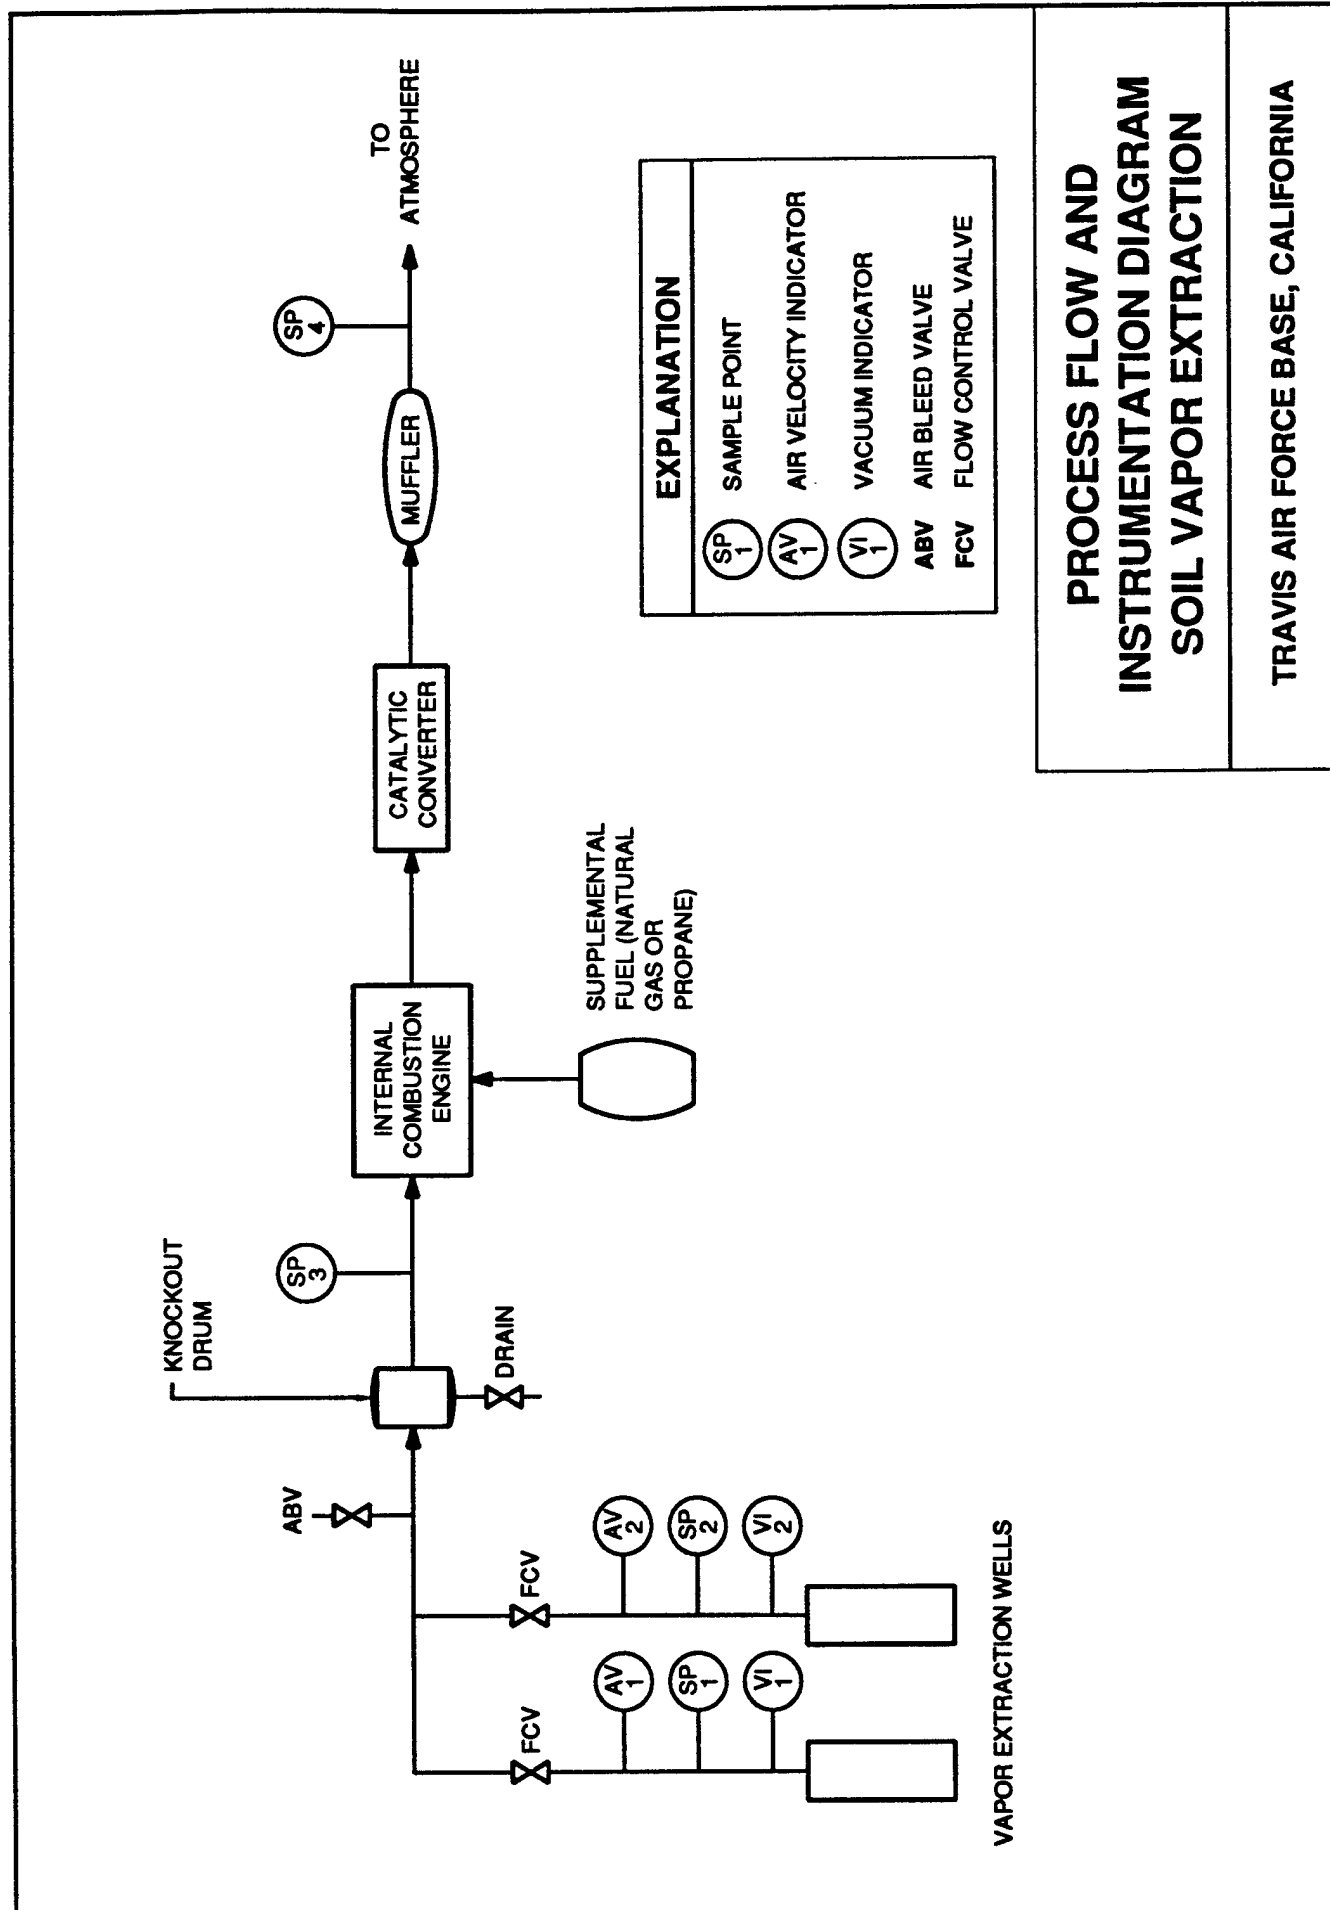 KNOCKOUT
DRUM
ABV
SP
3
SP
4
TO
ATMOSPHERE
INTERNAL
COMBUSTION
ENGINE
CATALYTIC
CONVERTER
MUFFLER
DRAIN
FCV
FCV
SUPPLEMENTAL
FUEL (NATURAL
GAS OR
PROPANE)
AV
1
AV
2
SP
1
SP
2
VI
1
VI
2
VAPOR EXTRACTION WELLS
EXPLANATION
SP
1
SAMPLE POINT
AV
1
AIR VELOCITY INDICATOR
VI
1
VACUUM INDICATOR
ABV AIR BLEED VALVE
FCV FLOW CONTROL VALVE
PROCESS FLOW AND
INSTRUMENTATION DIAGRAM
SOIL VAPOR EXTRACTION
TRAVIS AIR FORCE BASE, CALIFORNIA